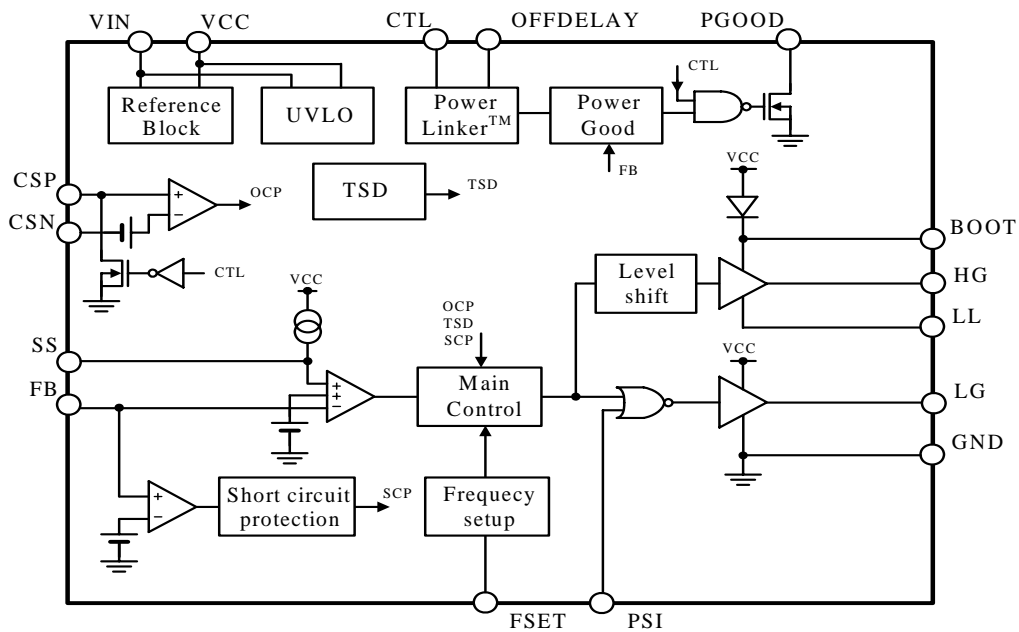 VIN
VCC
CTL
OFFDELAY
PGOOD
Reference
Block
UVLO
Power
Linker™
Power
Good
CTL
FB
CSP
CSN
+
−
OCP
TSD
TSD
CTL
VCC
BOOT
Level
shift
HG
LL
VCC
SS
FB
+
+
−
OCP
TSD
SCP
Main
Control
VCC
LG
GND
+
−
Short circuit
protection
SCP
Frequecy
setup
FSET
PSI